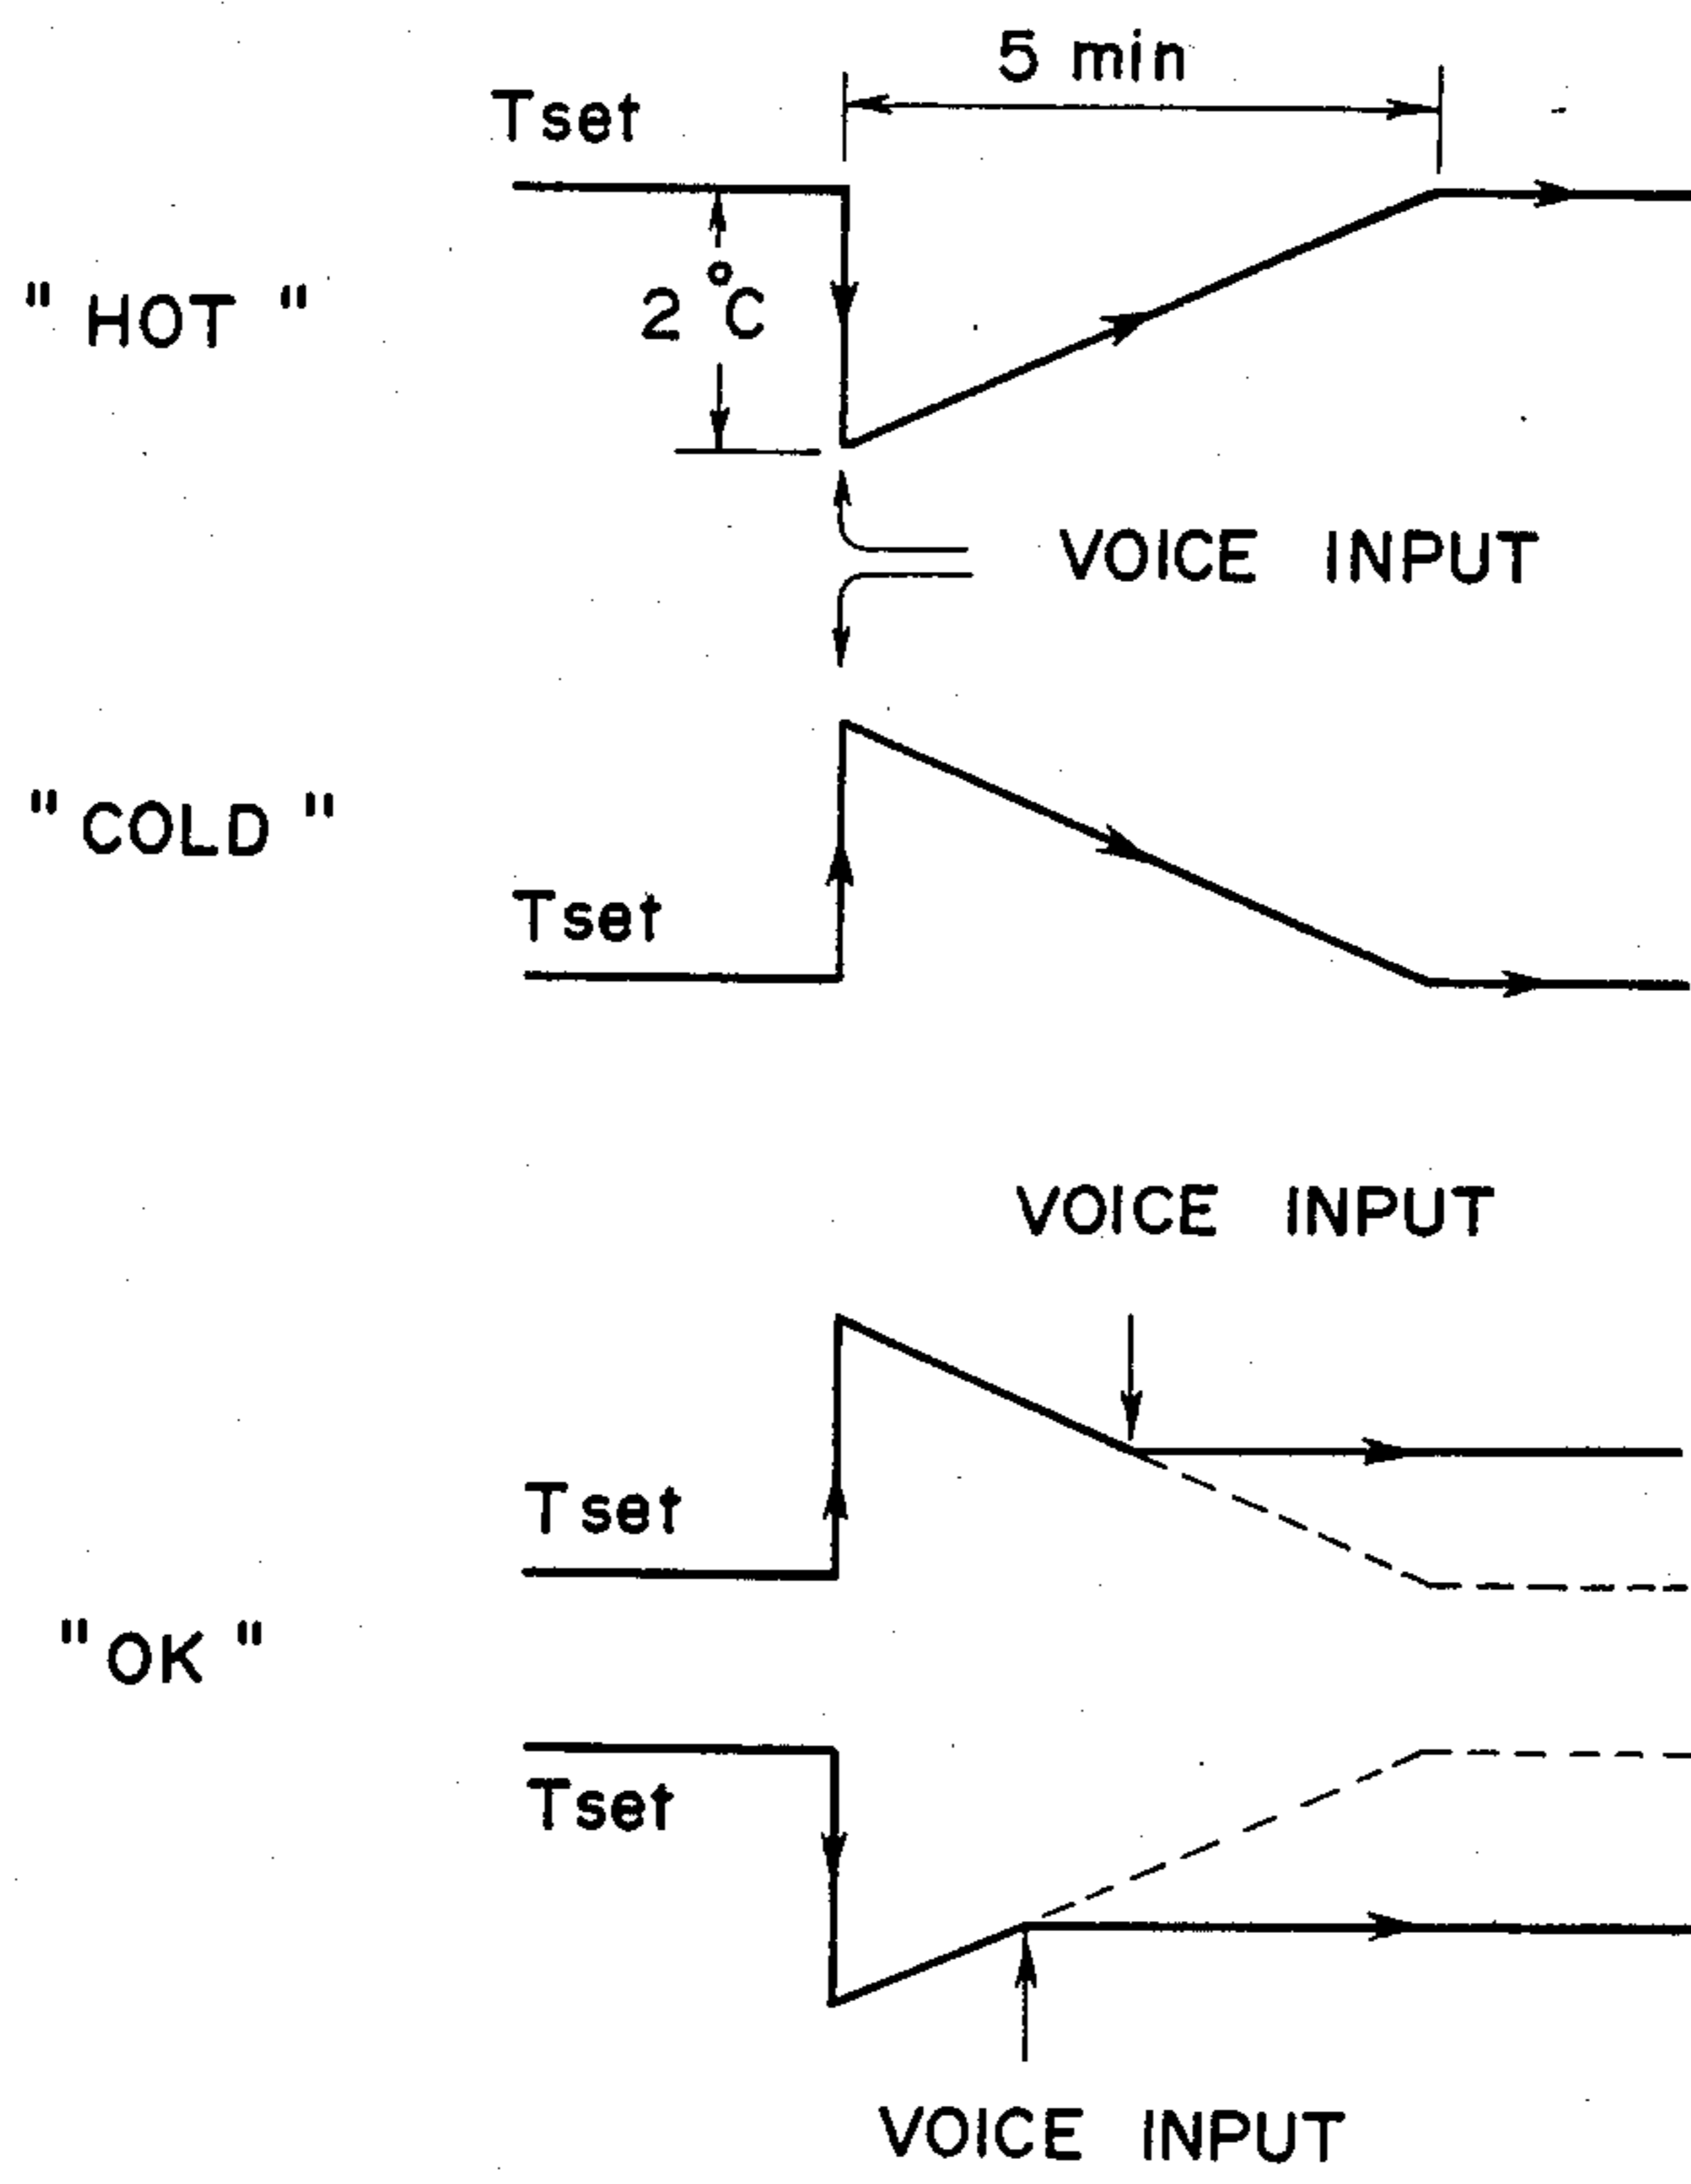 5 min
Tset
" HOT "
2 °C
VOICE INPUT
" COLD "
Tset
VOICE INPUT
Tset
" OK "
Tset
VOICE INPUT